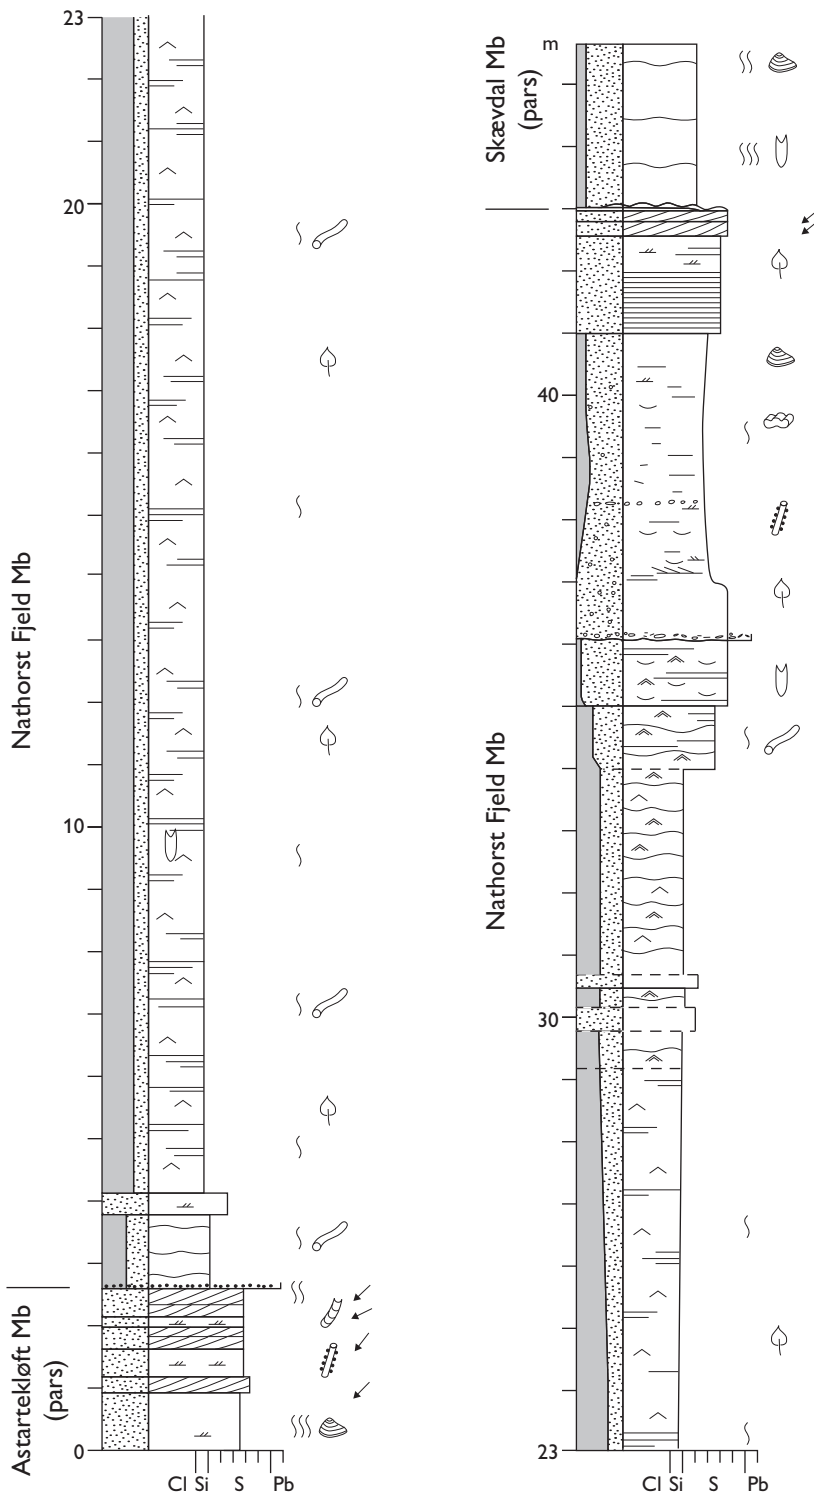 23
20
10
0
Nathorst Fjeld Mb
Astartekløft Mb
(pars)
Cl Si S Pb
m
40
30
23
Skævdal Mb
(pars)
Nathorst Fjeld Mb
Cl Si S Pb